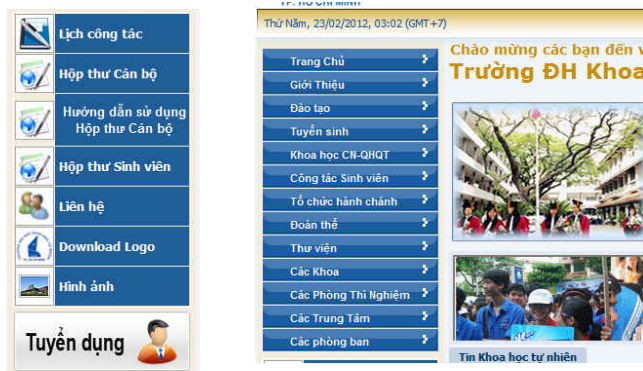 Lịch công tác
Hộp thư Cán bộ
Hướng dẫn sử dụng
Hộp thư Cán bộ
Hộp thư Sinh viên
Liên hệ
Download Logo
Hình ảnh
Tuyển dụng
TP. HỒ CHÍ MINH
Thứ Năm, 23/02/2012, 03:02 (GMT+7)
Trang Chủ
Giới Thiệu
Đào tạo
Tuyển sinh
Khoa học CN-QHQT
Công tác Sinh viên
Tổ chức hành chánh
Đoàn thể
Thư viện
Các Khoa
Các Phòng Thí Nghiệm
Các Trung Tâm
Các phòng ban
Chào mừng các bạn đến v
Trường ĐH Khoa
Tin Khoa học tự nhiên